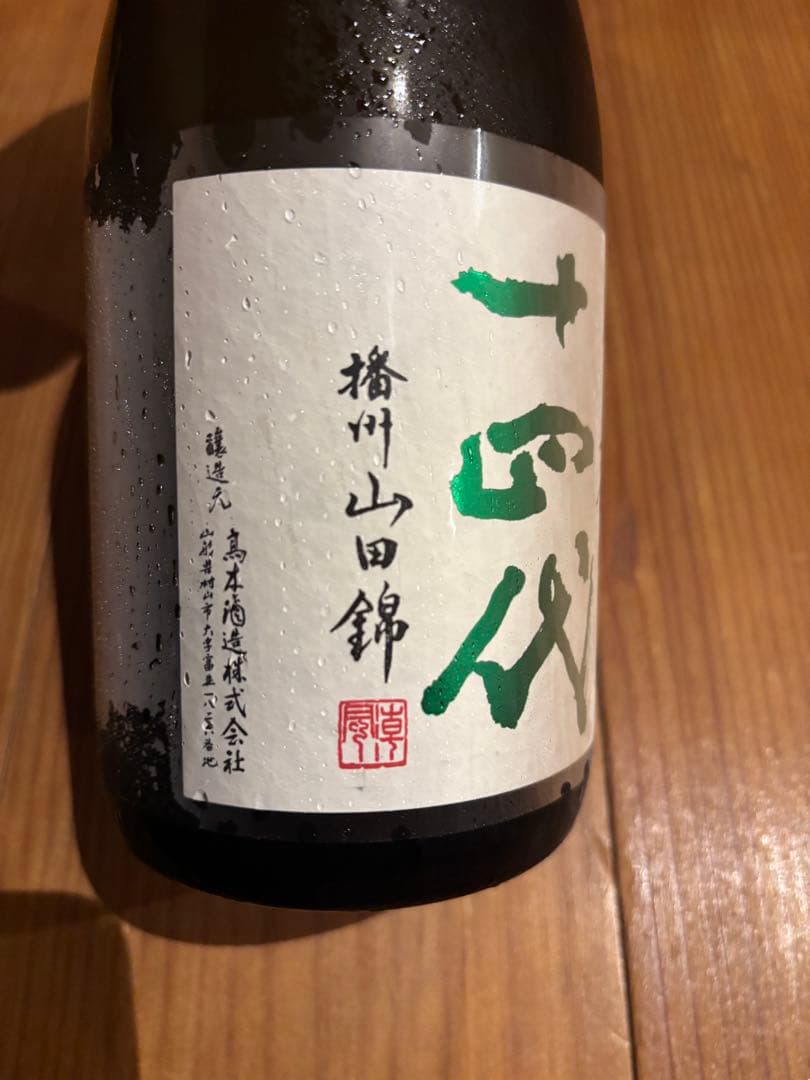 十四代
播州山田錦
醸造元
高木酒造株式会社
山形県村山市大字富並一八二六番地